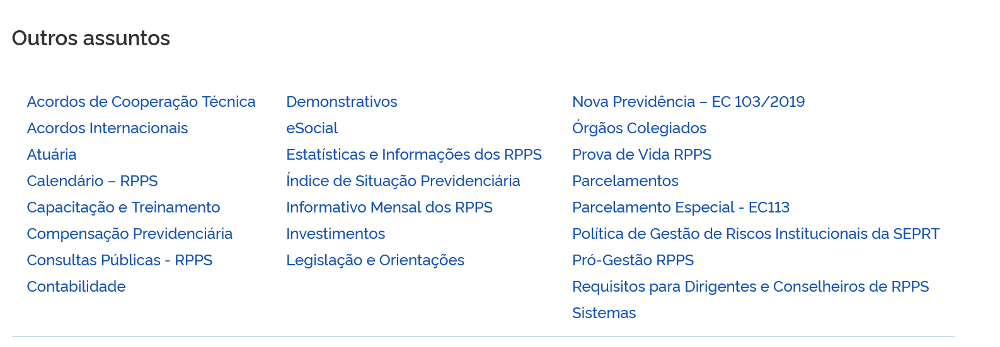 Outros assuntos
Acordos de Cooperação Técnica
Acordos Internacionais
Atuária
Calendário – RPPS
Capacitação e Treinamento
Compensação Previdenciária
Consultas Públicas - RPPS
Contabilidade
Demonstrativos
eSocial
Estatísticas e Informações dos RPPS
Índice de Situação Previdenciária
Informativo Mensal dos RPPS
Investimentos
Legislação e Orientações
Nova Previdência – EC 103/2019
Órgãos Colegiados
Prova de Vida RPPS
Parcelamentos
Parcelamento Especial - EC113
Política de Gestão de Riscos Institucionais da SEPRT
Pró-Gestão RPPS
Requisitos para Dirigentes e Conselheiros de RPPS
Sistemas